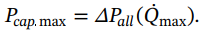 P_{cap. max} = ΔP_{all}(Q̇_{max}).